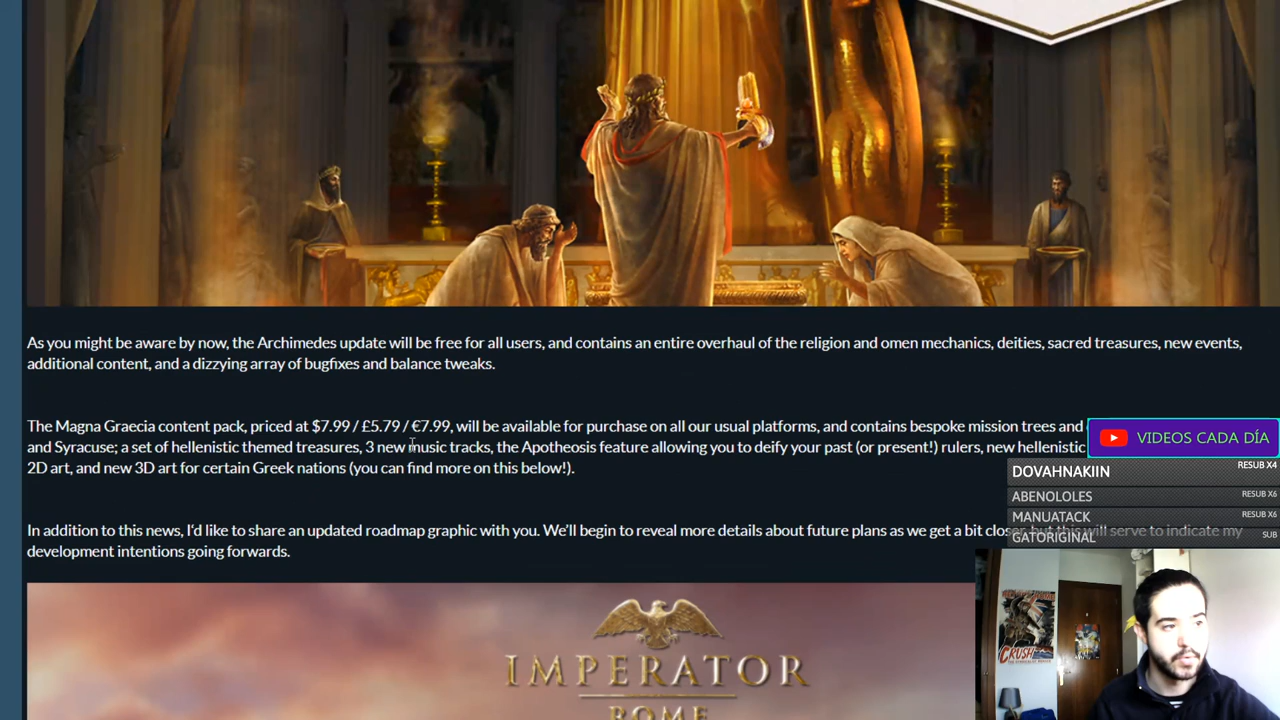 As you might be aware by now, the Archimedes update will be free for all users, and contains an entire overhaul of the religion and omen mechanics, deities, sacred treasures, new events,
additional content, and a dizzying array of bugfixes and balance tweaks.
The Magna Graecia content pack, priced at $7.99 / £5.79 / €7.99, will be available for purchase on all our usual platforms, and contains bespoke mission trees and
and Syracuse; a set of hellenistic themed treasures, 3 new music tracks, the Apotheosis feature allowing you to deify your past (or present!) rulers, new hellenistic
2D art, and new 3D art for certain Greek nations (you can find more on this below!).
In addition to this news, I'd like to share an updated roadmap graphic with you. We'll begin to reveal more details about future plans as we get a bit closer, but this will serve to indicate my
development intentions going forwards.
VIDEOS CADA DÍA
DOVAHNAKIIN RESUB X4
ABENOLOLES RESUB X6
MANUATACK RESUB X6
GATORIGINAL SUB
CRUSH
IMPERATOR
ROME